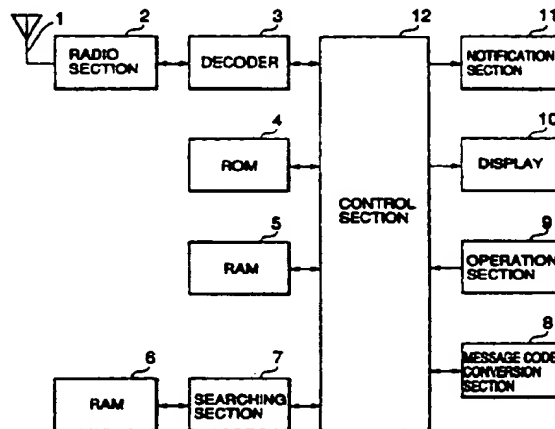 1
2
3
12
11
RADIO
SECTION
DECODER
NOTIFICATION
SECTION
4
10
ROM
DISPLAY
CONTROL
SECTION
5
9
RAM
OPERATION
SECTION
6
7
8
RAM
SEARCHING
SECTION
MESSAGE CODE
CONVERSION
SECTION